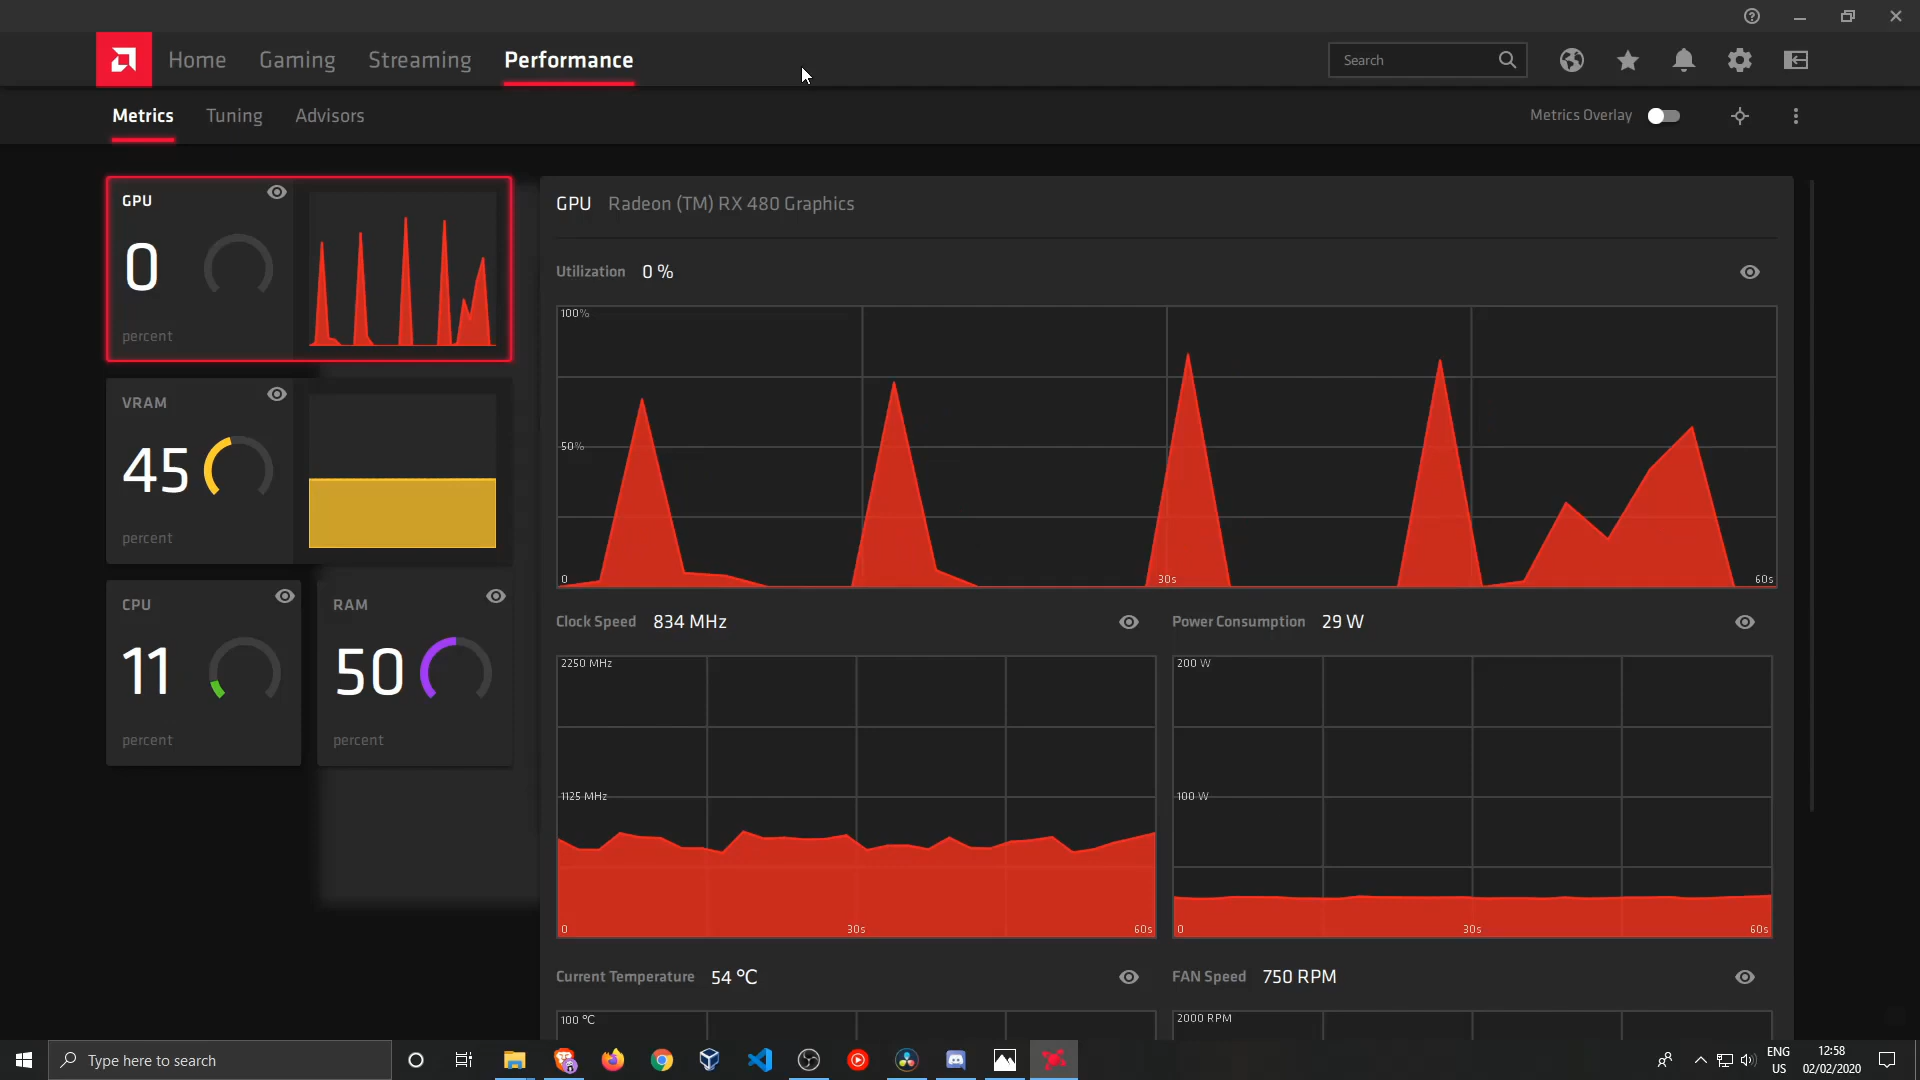 Home Gaming Streaming Performance
Search
Metrics Tuning Advisors
Metrics Overlay
GPU
0
percent
VRAM
45
percent
CPU
11
percent
RAM
50
percent
GPU Radeon (TM) RX 480 Graphics
Utilization 0 %
100%
50%
0 30s 60s
Clock Speed 834 MHz
2250 MHz
1125 MHz
0 30s 60s
Power Consumption 29 W
200 W
100 W
0 30s 60s
Current Temperature 54 °C
100 °C
FAN Speed 750 RPM
2000 RPM
Type here to search
ENG
US
12:58
02/02/2020